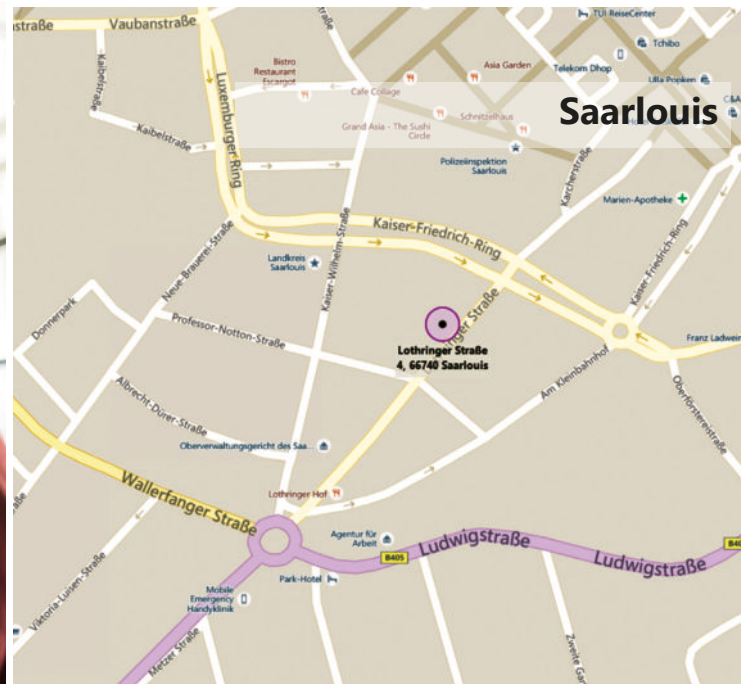 TUI ReiseCenter
straße
Vaubanstraße
Tchibo
Telekom Dhop
Bistro
Restaurant
Escargot
Asia Garden
Ulla Popken
Kaibelstraße
Luxemburger Ring
Cafe Collage
C&A
Saarlouis
Schnitzelhaus
Grand Asia - The Sushi
Circle
Kaibelstraße
Polizeiinspektion
Saarlouis
Karcherstraße
Marien-Apotheke
Kaiser-Wilhelm-Straße
Kaiser-Friedrich-Ring
Kaiser-Friedrich-Ring
Neue-Brauerei-Straße
Landkreis
Saarlouis
Donnerpark
Professor-Notton-Straße
Franz Ladwein
Lothringer Straße
4, 66740 Saarlouis
Am Kleinbahnhof
Oberförstereistraße
Albrecht-Dürer-Straße
Oberverwaltungsgericht des Saa...
Wallerfanger Straße
Lothringer Hof
Agentur für
Arbeit
B405
Ludwigstraße
Ludwigstraße
Park-Hotel
Mobile
Emergency
Handyklinik
Viktoria-Luisen-Straße
Metzer Straße